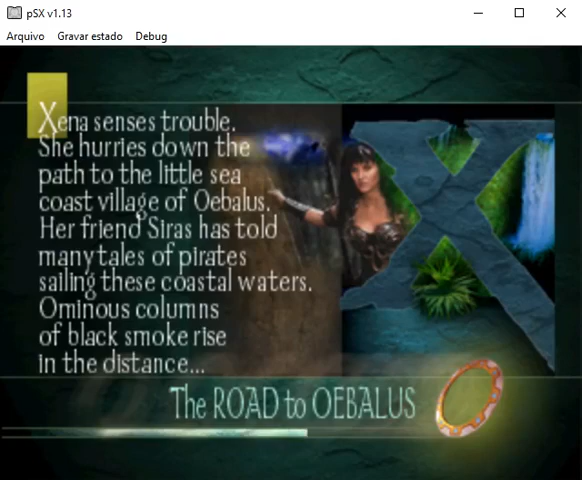 pSX v1.13
Arquivo Gravar estado Debug
Xena senses trouble.
She hurries down the
path to the little sea
coast village of Oebalus.
Her friend Siras has told
many tales of pirates
sailing these coastal waters.
Ominous columns
of black smoke rise
in the distance...
The ROAD to OEBALUS